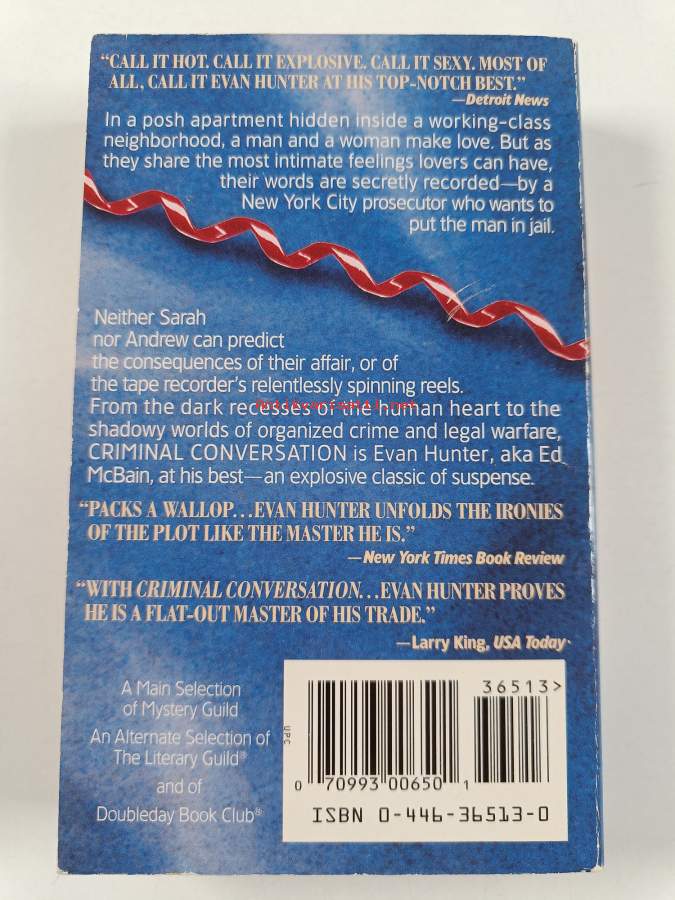 “CALL IT HOT. CALL IT EXPLOSIVE. CALL IT SEXY. MOST OF
ALL, CALL IT EVAN HUNTER AT HIS TOP-NOTCH BEST.”
—Detroit News
In a posh apartment hidden inside a working-class
neighborhood, a man and a woman make love. But as
they share the most intimate feelings lovers can have,
their words are secretly recorded—by a
New York City prosecutor who wants to
put the man in jail.
Neither Sarah
nor Andrew can predict
the consequences of their affair, or of
the tape recorder’s relentlessly spinning reels.
From the dark recesses of the human heart to the
shadowy worlds of organized crime and legal warfare,
CRIMINAL CONVERSATION is Evan Hunter, aka Ed
McBain, at his best—an explosive classic of suspense.
“PACKS A WALLOP...EVAN HUNTER UNFOLDS THE IRONIES
OF THE PLOT LIKE THE MASTER HE IS.”
—New York Times Book Review
“WITH CRIMINAL CONVERSATION...EVAN HUNTER PROVES
HE IS A FLAT-OUT MASTER OF HIS TRADE.”
—Larry King, USA Today
A Main Selection
of Mystery Guild
An Alternate Selection of
The Literary Guild®
and of
Doubleday Book Club®
UPC
36513>
0 70993 00650 1
ISBN 0-446-36513-0